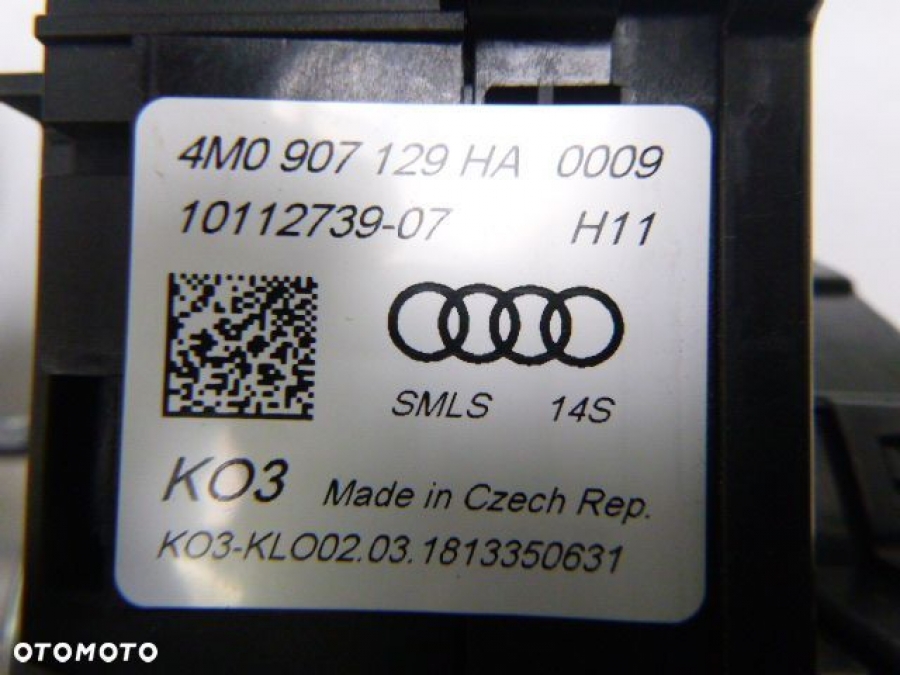 4M0 907 129 HA 0009
10112739-07 H11
SMLS 14S
KO3 Made in Czech Rep.
KO3-KLO02.03.1813350631
OTOMOTO